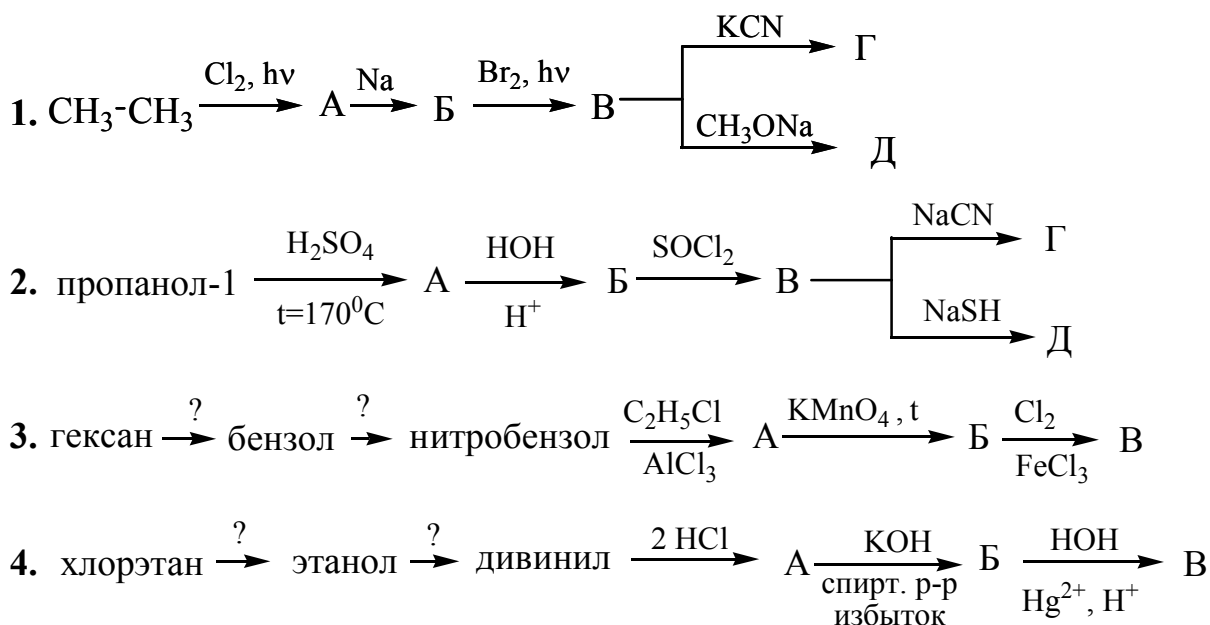 1. CH₃-CH₃ Cl₂, hν А Na Б Br₂, hν В KCN Г
CH₃ONa Д
2. пропанол-1 H₂SO₄ t=170⁰C А HOH H⁺ Б SOCl₂ В NaCN Г
NaSH Д
3. гексан ? бензол ? нитробензол C₂H₅Cl AlCl₃ А KMnO₄, t Б Cl₂ FeCl₃ В
4. хлорэтан ? этанол ? дивинил 2 HCl А KOH спирт. р-р избыток Б HOH Hg²⁺, H⁺ В